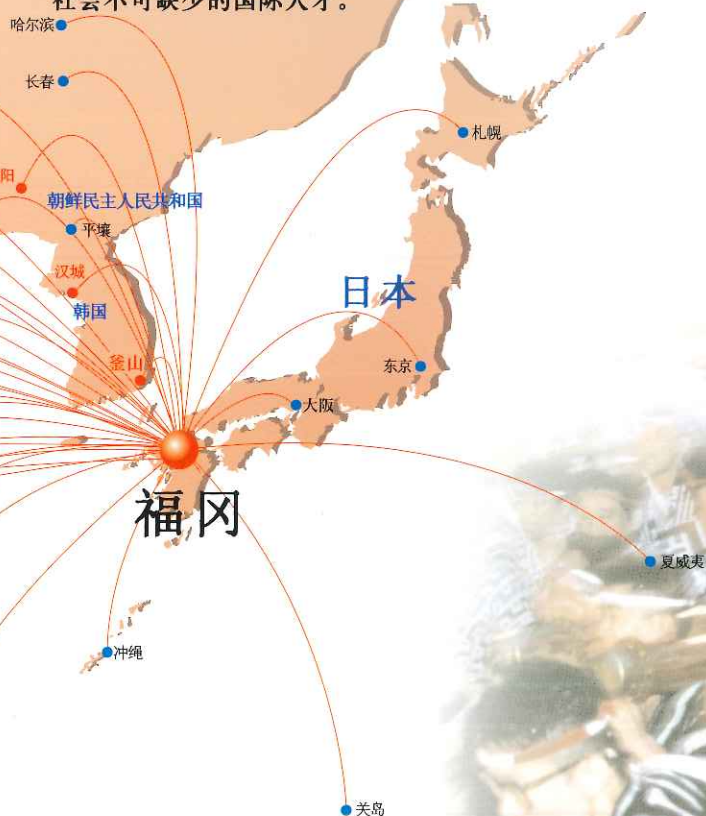 社会不可缺少的国际人才。
哈尔滨
长春
札幌
阳
朝鲜民主人民共和国
平壤
汉城
日本
韩国
釜山
东京
大阪
福冈
夏威夷
冲绳
关岛